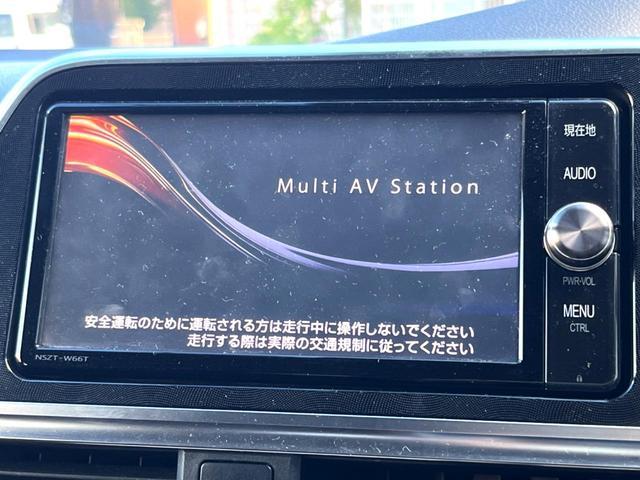 現在地
AUDIO
Multi AV Station
PWR-VOL
MENU
CTRL
安全運転のために運転される方は走行中に操作しないでください
走行する際は実際の交通規制に従ってください
NSZT-W66T